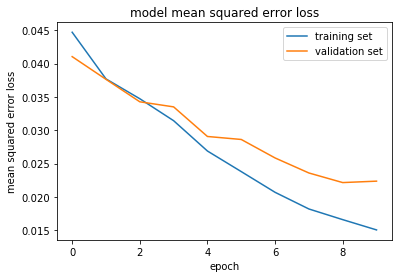 model mean squared error loss
training set
validation set
mean squared error loss
0.045
0.040
0.035
0.030
0.025
0.020
0.015
0
2
4
6
8
epoch